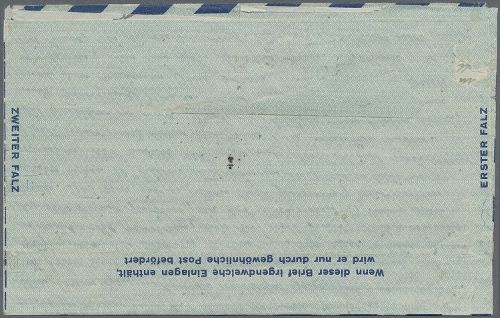 ZWEITER FALZ
ERSTER FALZ
Wenn dieser Brief irgendwelche Einlagen enthält,
wird er nur durch gewöhnliche Post befördert